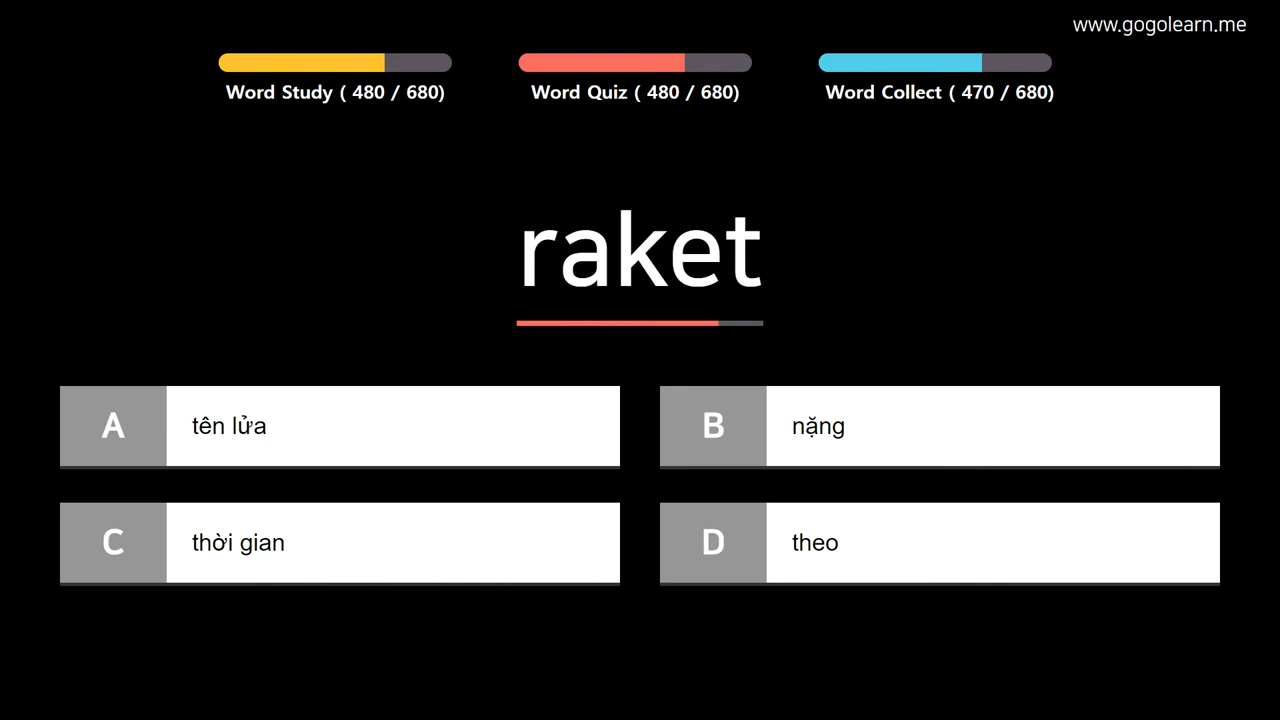 www.gogolearn.me
Word Study ( 480 / 680)
Word Quiz ( 480 / 680)
Word Collect ( 470 / 680)
raket
A
tên lửa
B
nặng
C
thời gian
D
theo